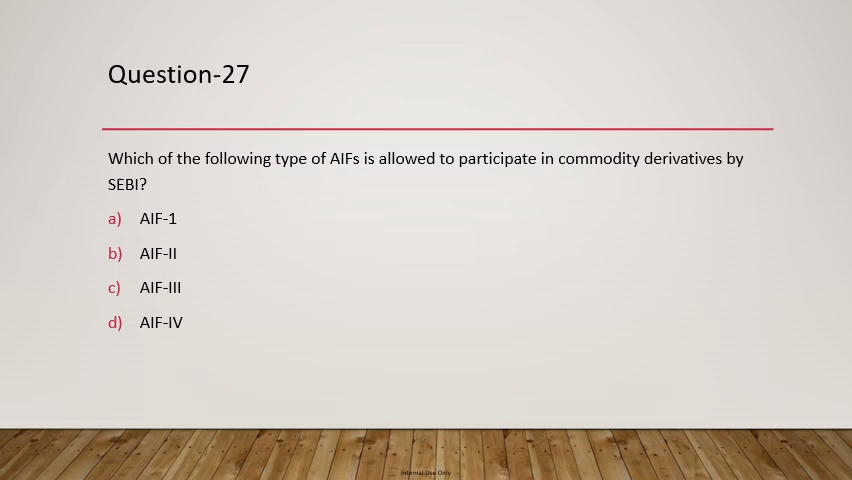 Question-27
Which of the following type of AIFs is allowed to participate in commodity derivatives by
SEBI?
a) AIF-1
b) AIF-II
c) AIF-III
d) AIF-IV
Internal Use Only